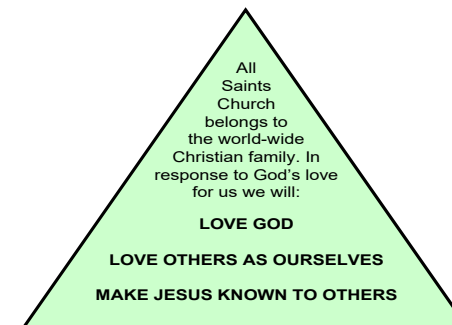 All
Saints
Church
belongs to
the world-wide
Christian family. In
response to God’s love
for us we will:
LOVE GOD
LOVE OTHERS AS OURSELVES
MAKE JESUS KNOWN TO OTHERS